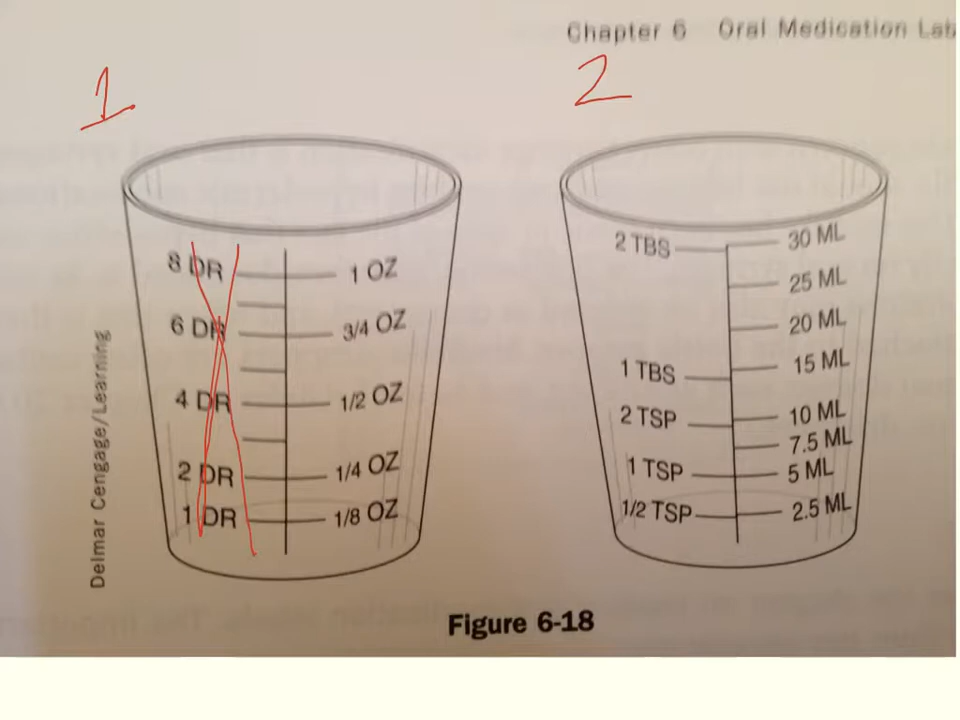 Chapter 6 Oral Medication Lab
1
2
8 DR
1 OZ
6 DR
3/4 OZ
4 DR
1/2 OZ
2 DR
1/4 OZ
1 DR
1/8 OZ
2 TBS
30 ML
25 ML
20 ML
1 TBS
15 ML
2 TSP
10 ML
7.5 ML
1 TSP
5 ML
1/2 TSP
2.5 ML
Delmar Cengage/Learning
Figure 6-18